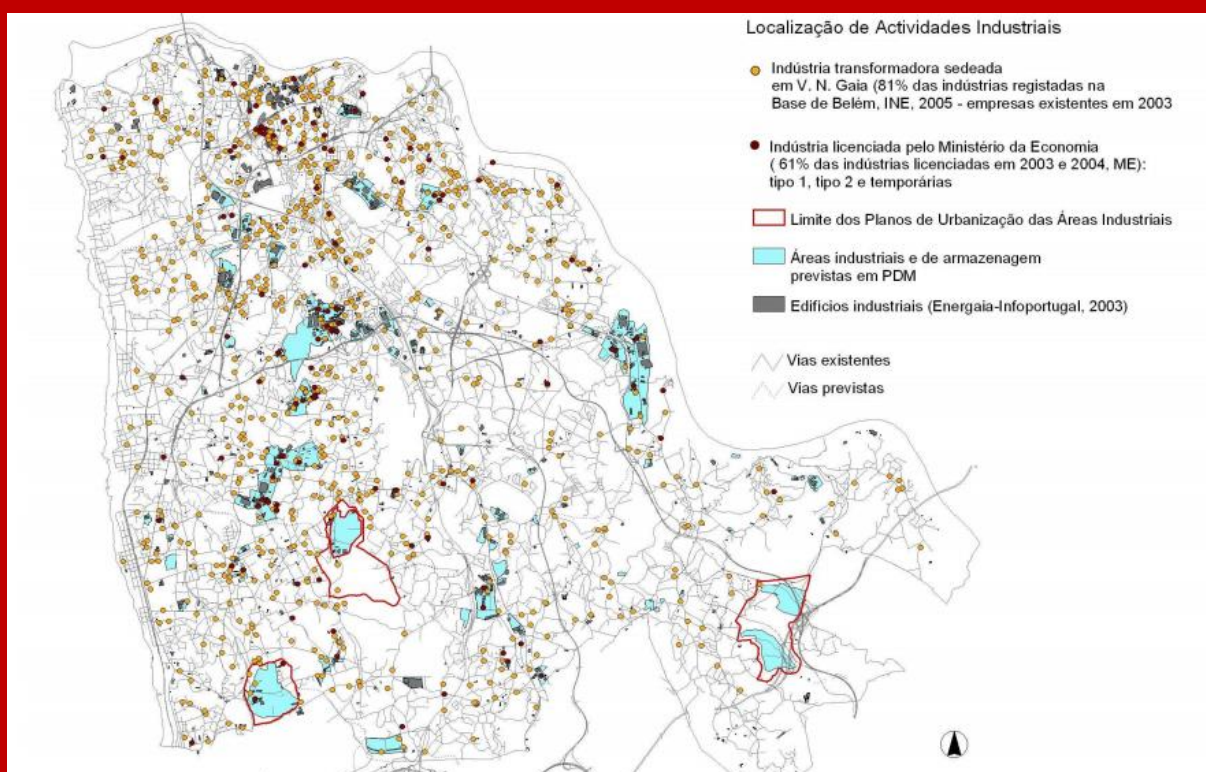 Localização de Actividades Industriais
Indústria transformadora sedeada
em V. N. Gaia (81% das indústrias registadas na
Base de Belém, INE, 2005 - empresas existentes em 2003
Indústria licenciada pelo Ministério da Economia
( 61% das indústrias licenciadas em 2003 e 2004, ME):
tipo 1, tipo 2 e temporárias
Limite dos Planos de Urbanização das Áreas Industriais
Áreas industriais e de armazenagem
previstas em PDM
Edifícios industriais (Energaia-Infoportugal, 2003)
Vias existentes
Vias previstas